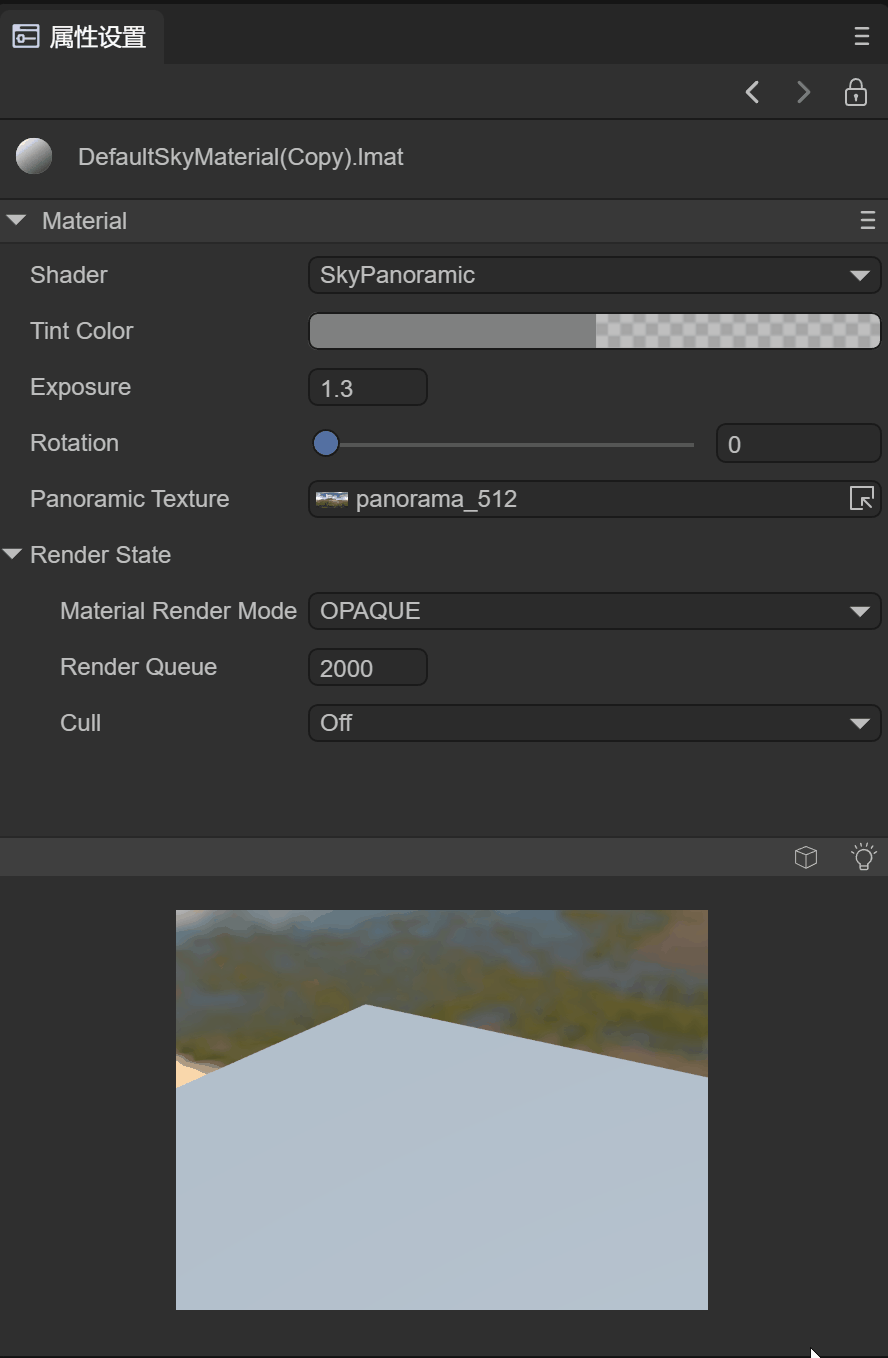 属性设置
DefaultSkyMaterial(Copy).lmat
Material
Shader SkyPanoramic
Tint Color
Exposure 1.3
Rotation 0
Panoramic Texture panorama_512
Render State
Material Render Mode OPAQUE
Render Queue 2000
Cull Off